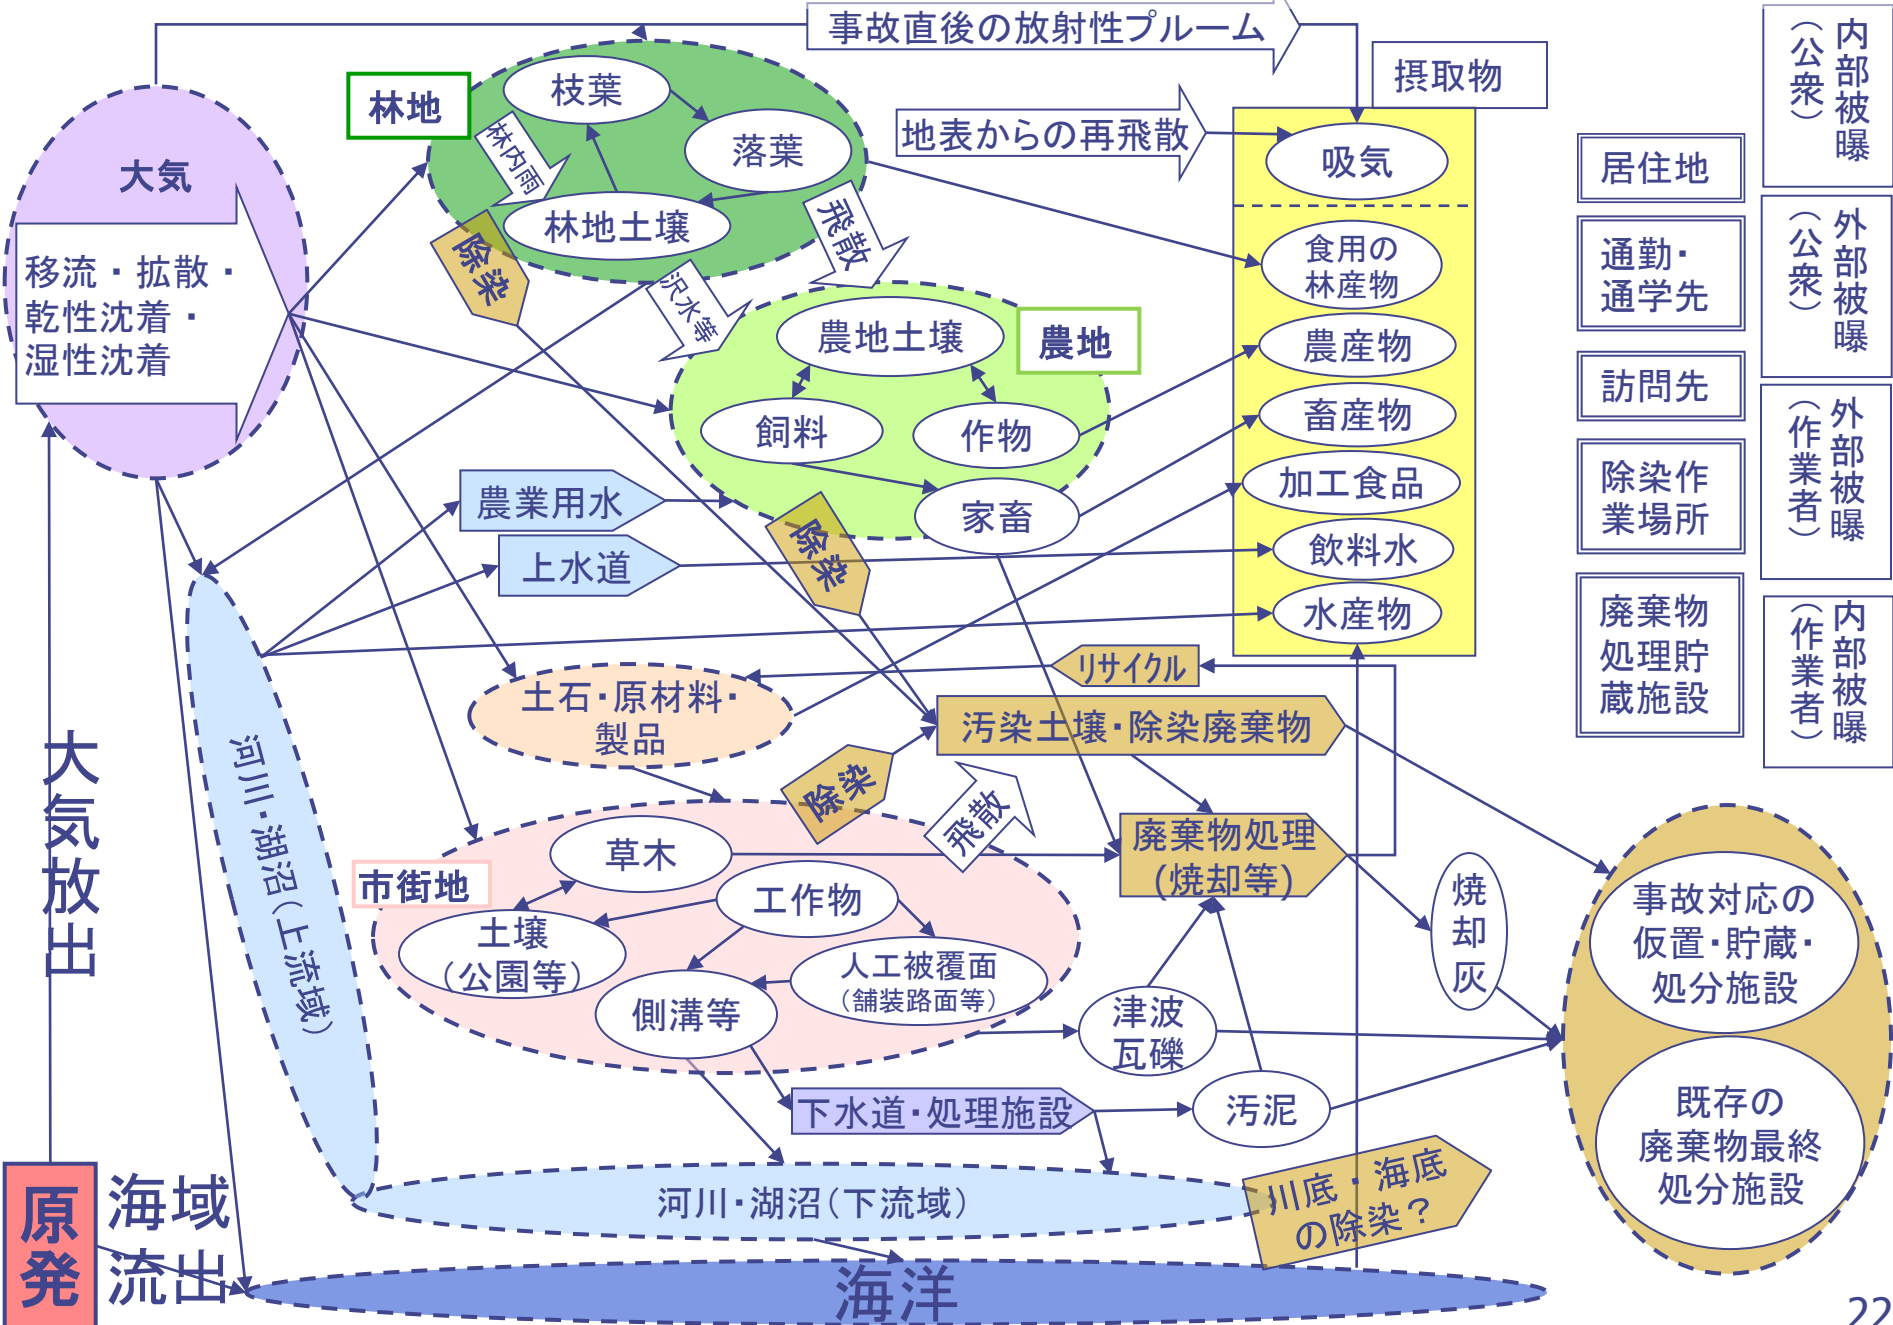 事故直後の放射性プルーム
摂取物
内部被曝
（公衆）
林地
枝葉
落葉
林内雨
林地土壌
地表からの再飛散
吸気
居住地
大気
移流・拡散・
乾性沈着・
湿性沈着
除染
飛散
沢水等
食用の
林産物
通勤・
通学先
外部被曝
（公衆）
農地土壌
農地
農産物
飼料
作物
畜産物
訪問先
外部被曝
（作業者）
家畜
加工食品
除染作
業場所
農業用水
上水道
除染
飲料水
水産物
廃棄物
処理貯
蔵施設
内部被曝
（作業者）
リサイクル
土石・原材料・
製品
汚染土壌・除染廃棄物
除染
飛散
大気放出
河川・湖沼（上流域）
市街地
草木
工作物
土壌
（公園等）
人工被覆面
（舗装路面等）
側溝等
廃棄物処理
(焼却等)
焼却灰
津波
瓦礫
汚泥
事故対応の
仮置・貯蔵・
処分施設
既存の
廃棄物最終
処分施設
下水道・処理施設
河川・湖沼（下流域）
川底・海底
の除染？
原発
海域
流出
海洋
22